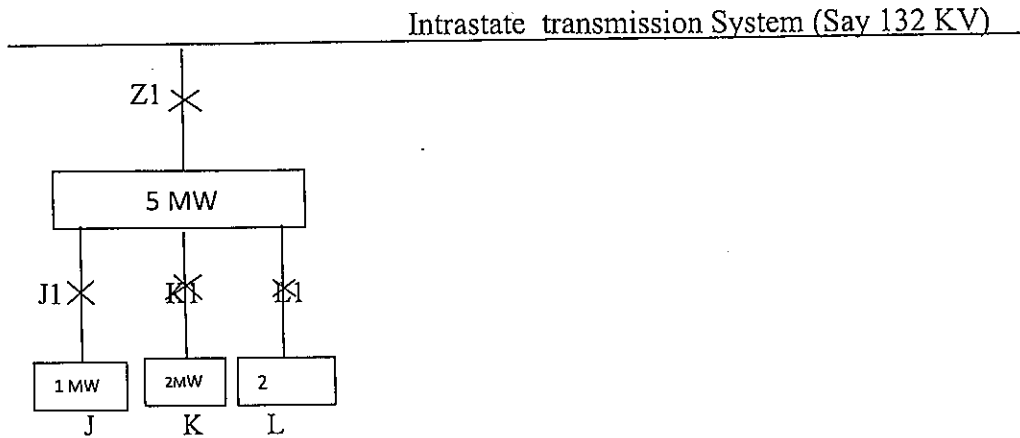 Intrastate transmission System (Say 132 KV)
Z1
5 MW
J1 K1 L1
1 MW 2MW 2
J K L